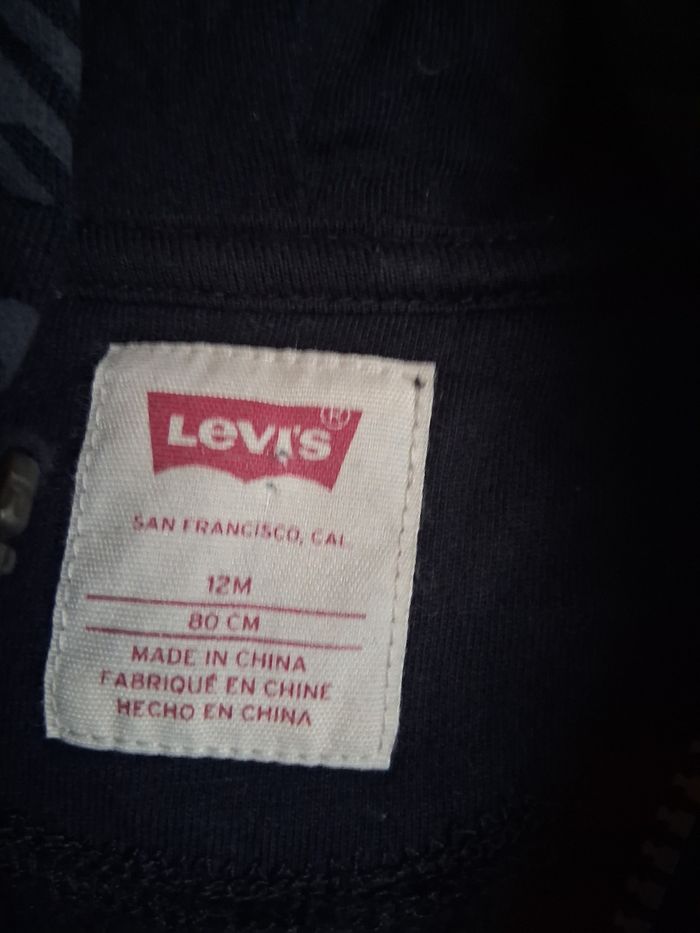 Levi's ®
SAN FRANCISCO, CAL.
12M
80 CM
MADE IN CHINA
FABRIQUÉ EN CHINE
HECHO EN CHINA